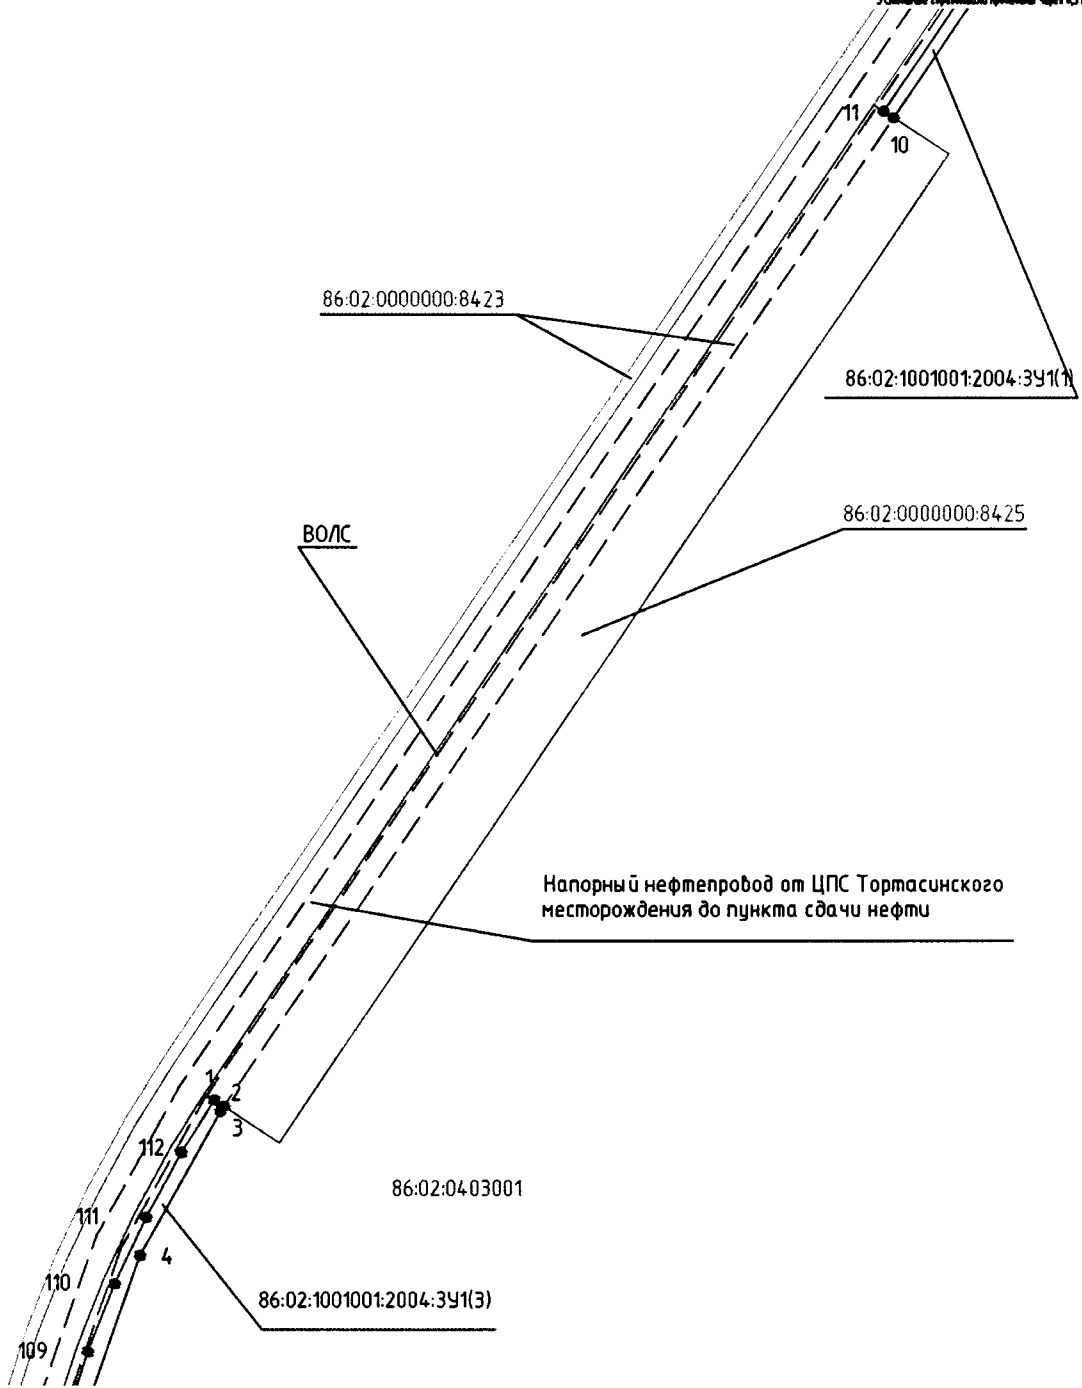 11
10
86:02:0000000:8423
86:02:1001001:2004:ЗУ1(1)
86:02:0000000:8425
ВОЛС
Напорный нефтепровод от ЦПС Тортасинского
месторождения до пункта сдачи нефти
1
2
3
112
86:02:0403001
111
4
110
86:02:1001001:2004:ЗУ1(3)
109